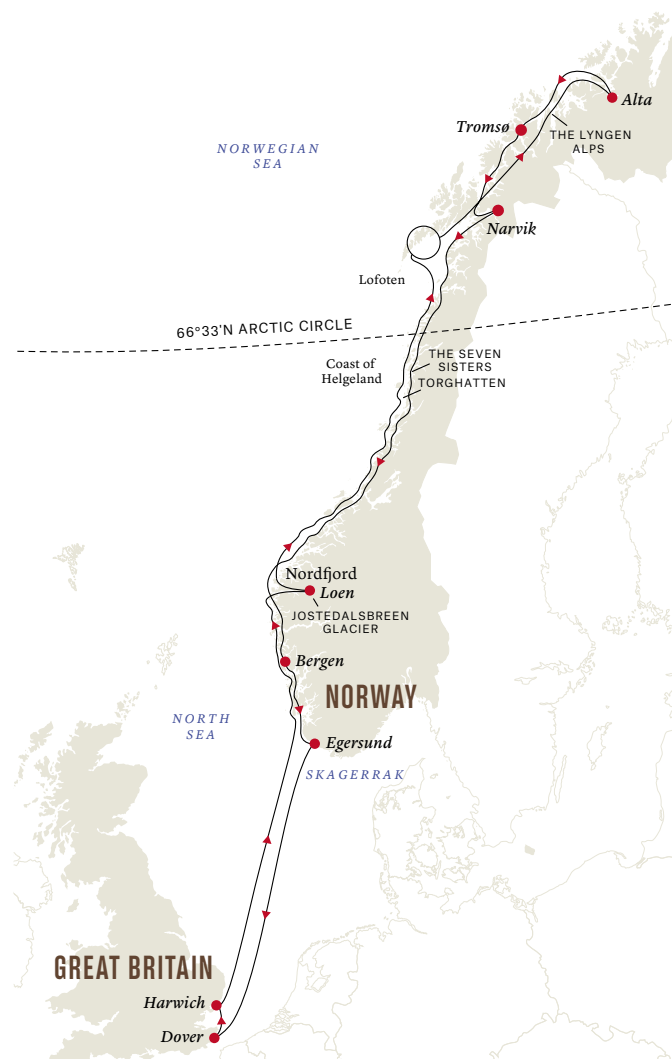 Alta
Tromsø
THE LYNGEN
ALPS
NORWEGIAN
SEA
Narvik
Lofoten
66°33'N ARCTIC CIRCLE
THE SEVEN
SISTERS
Coast of
Helgeland
TORGHATTEN
Nordfjord
Loen
JOSTEDALSBREEN
GLACIER
Bergen
NORWAY
NORTH
SEA
Egersund
SKAGERRAK
GREAT BRITAIN
Harwich
Dover